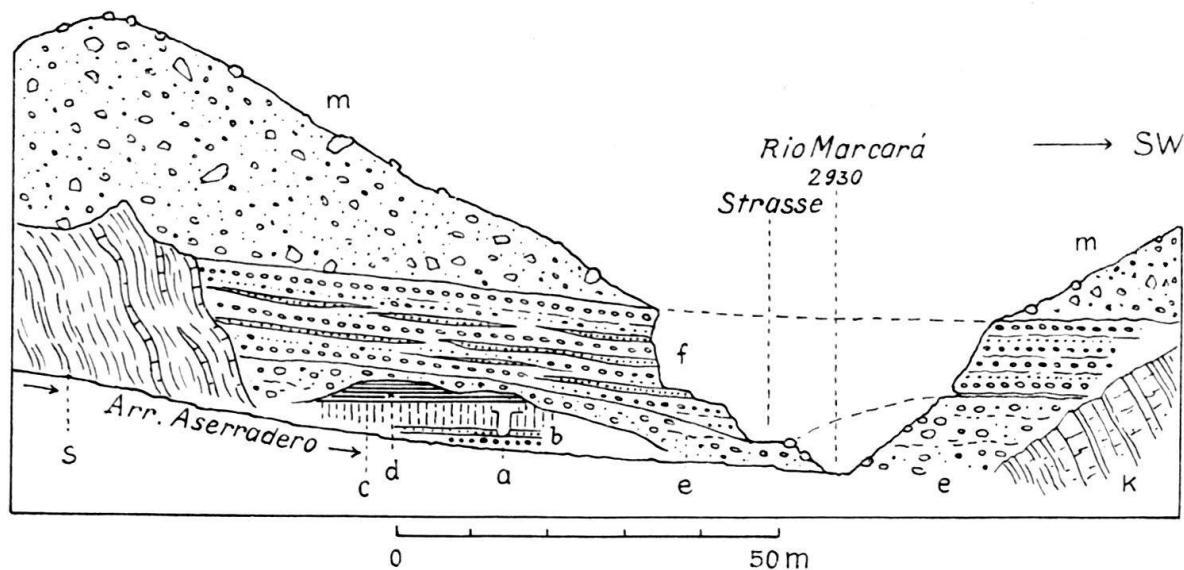 m
Rio Marcará
2930
→ SW
Strasse
m
f
Arr. Aserradero →
S
c
d
a
b
e
e
K
0
50 m